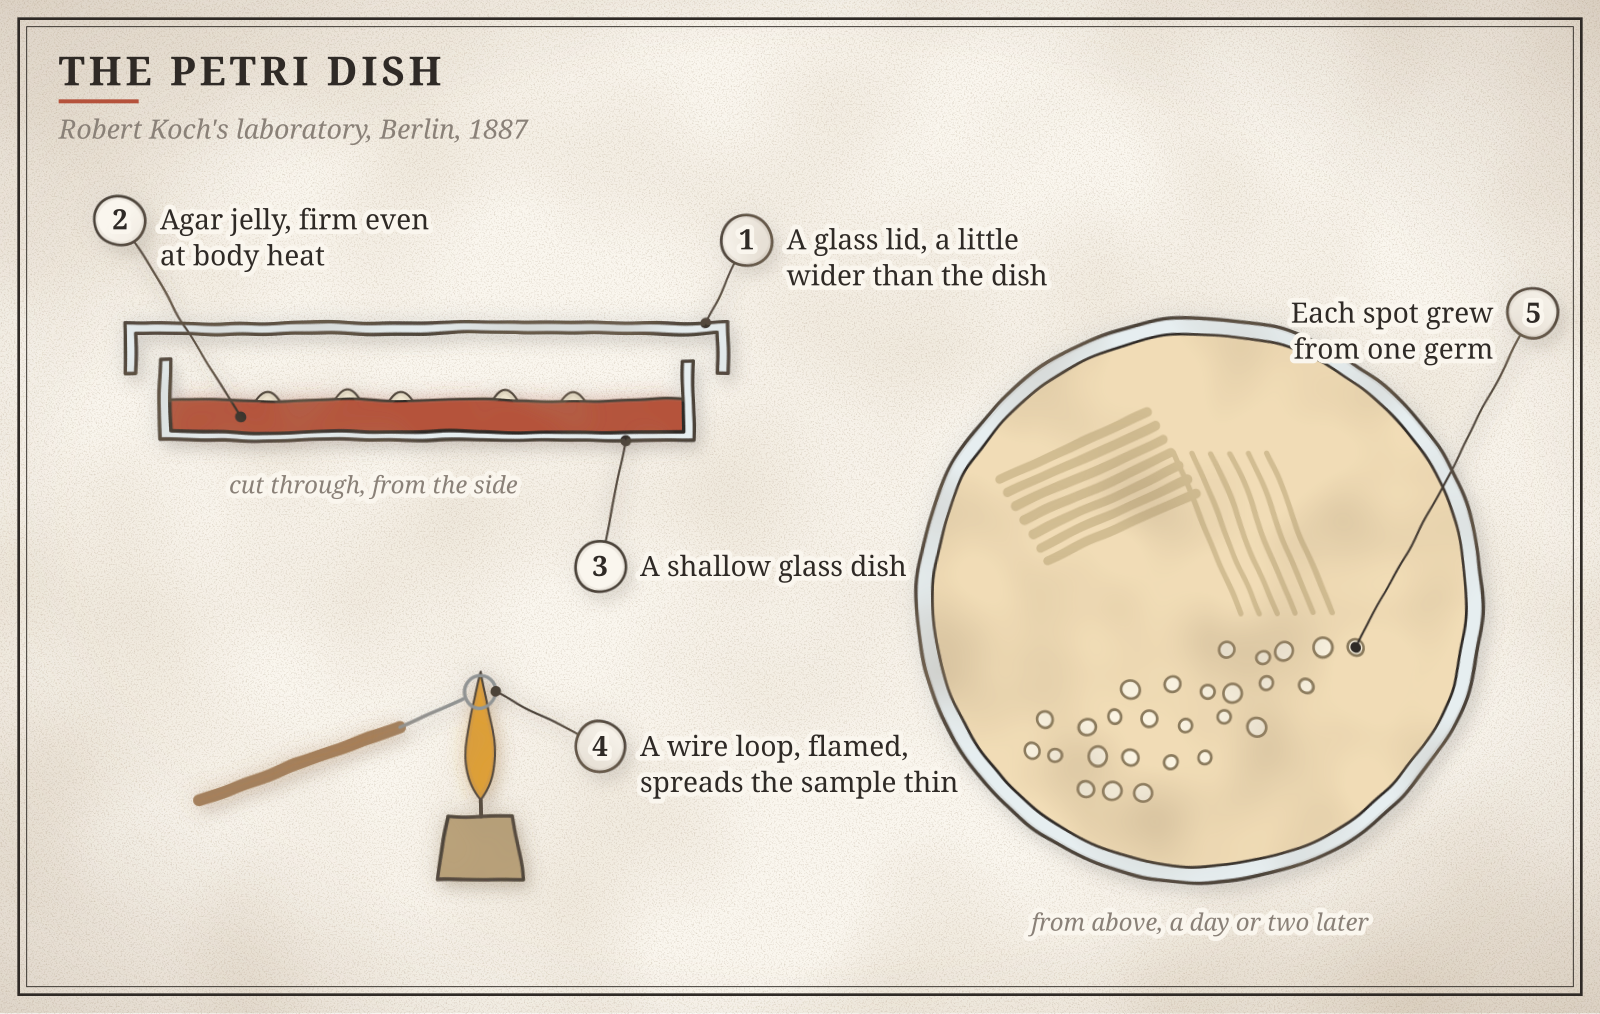 THE PETRI DISH
Robert Koch's laboratory, Berlin, 1887
2 Agar jelly, firm even
at body heat
1 A glass lid, a little
wider than the dish
Each spot grew 5
from one germ
cut through, from the side
3 A shallow glass dish
4 A wire loop, flamed,
spreads the sample thin
from above, a day or two later